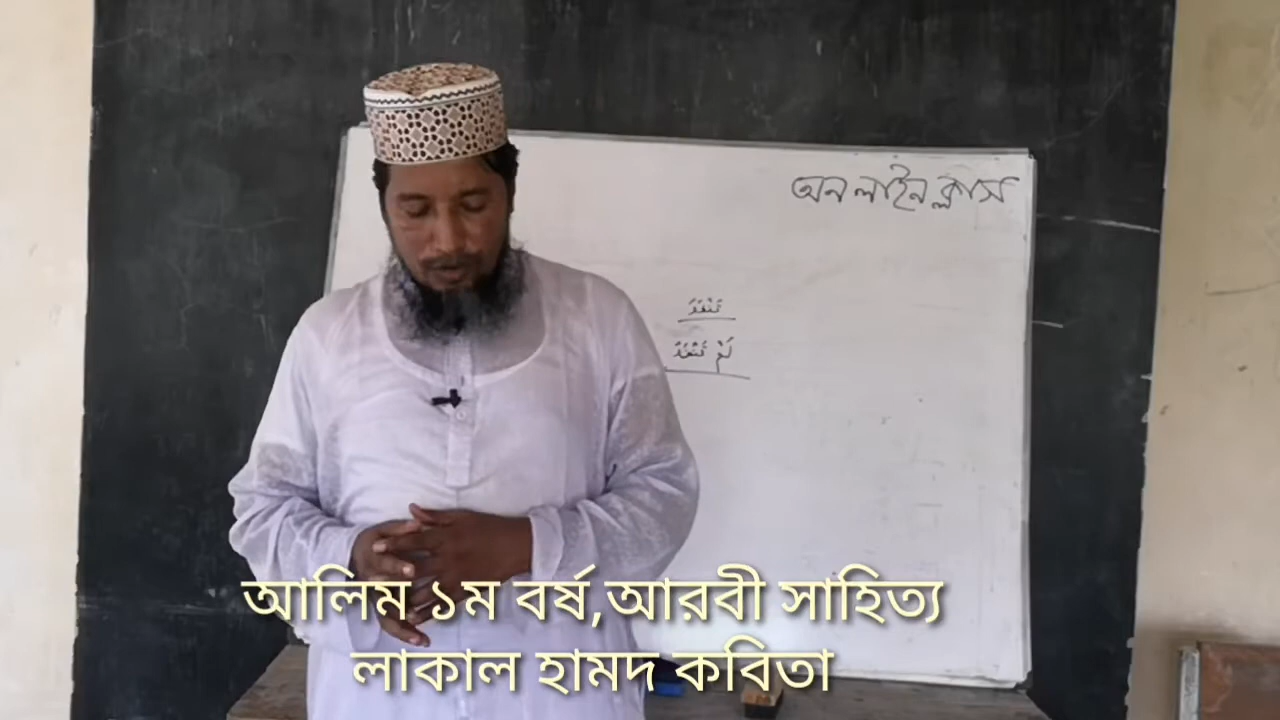 অনলাইন ক্লাস
تَنْفَدُ
لَمْ تَنْفَدْ
আলিম ১ম বর্ষ,আরবী সাহিত্য
লাকাল হামদ কবিতা